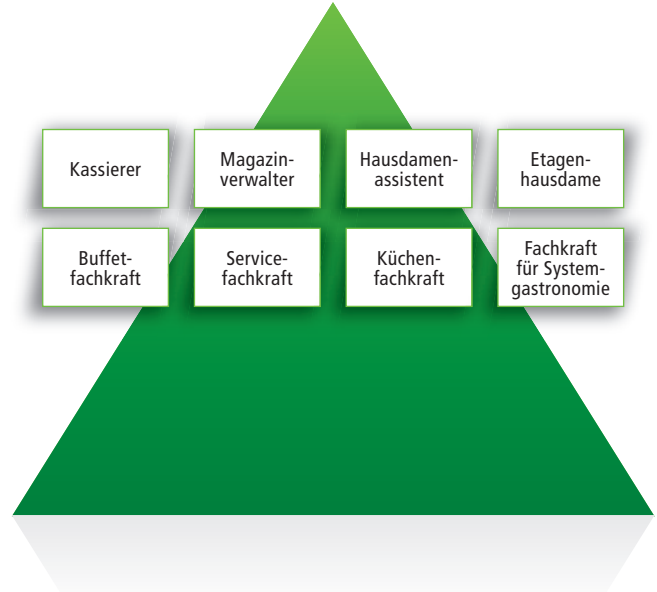 Kassierer
Magazin-
verwalter
Hausdamen-
assistent
Etagen-
hausdame
Buffet-
fachkraft
Service-
fachkraft
Küchen-
fachkraft
Fachkraft
für System-
gastronomie